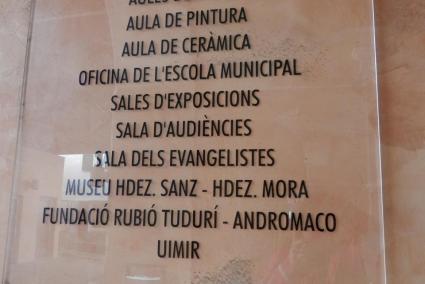 AULA DE PINTURA
AULA DE CERÀMICA
OFICINA DE L'ESCOLA MUNICIPAL
SALES D'EXPOSICIONS
SALA D'AUDIÈNCIES
SALA DELS EVANGELISTES
MUSEU HDEZ. SANZ - HDEZ. MORA
FUNDACIÓ RUBIÓ TUDURÍ - ANDROMACO
UIMIR